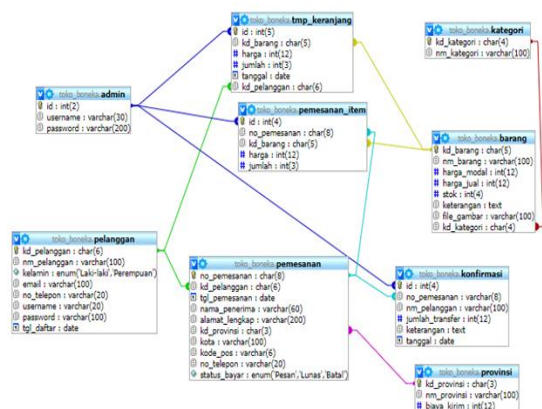 toko_boneka.tmp_keranjang
id : int(5)
kd_barang : char(5)
harga : int(12)
jumlah : int(3)
tanggal : date
kd_pelanggan : char(6)
toko_boneka.kategori
kd_kategori : char(4)
nm_kategori : varchar(100)
toko_boneka.admin
id : int(2)
username : varchar(30)
password : varchar(200)
toko_boneka.pemesanan_item
id : int(4)
no_pemesanan : char(8)
kd_barang : char(5)
harga : int(12)
jumlah : int(3)
toko_boneka.barang
kd_barang : char(5)
nm_barang : varchar(100)
harga_modal : int(12)
harga_jual : int(12)
stok : int(4)
keterangan : text
file_gambar : varchar(100)
kd_kategori : char(4)
toko_boneka.pelanggan
kd_pelanggan : char(6)
nm_pelanggan : varchar(100)
kelamin : enum('Laki-laki','Perempuan')
email : varchar(100)
no_telepon : varchar(20)
username : varchar(20)
password : varchar(100)
tgl_daftar : date
toko_boneka.pemesanan
no_pemesanan : char(8)
kd_pelanggan : char(6)
tgl_pemesanan : date
nama_penerima : varchar(60)
alamat_lengkap : varchar(200)
kd_provinsi : char(3)
kota : varchar(100)
kode_pos : varchar(6)
no_telepon : varchar(20)
status_bayar : enum('Pesan','Lunas','Batal')
toko_boneka.konfirmasi
id : int(4)
no_pemesanan : varchar(8)
nm_pelanggan : varchar(100)
jumlah_transfer : int(12)
keterangan : text
tanggal : date
toko_boneka.provinsi
kd_provinsi : char(3)
nm_provinsi : varchar(100)
biaya_kirim : int(12)